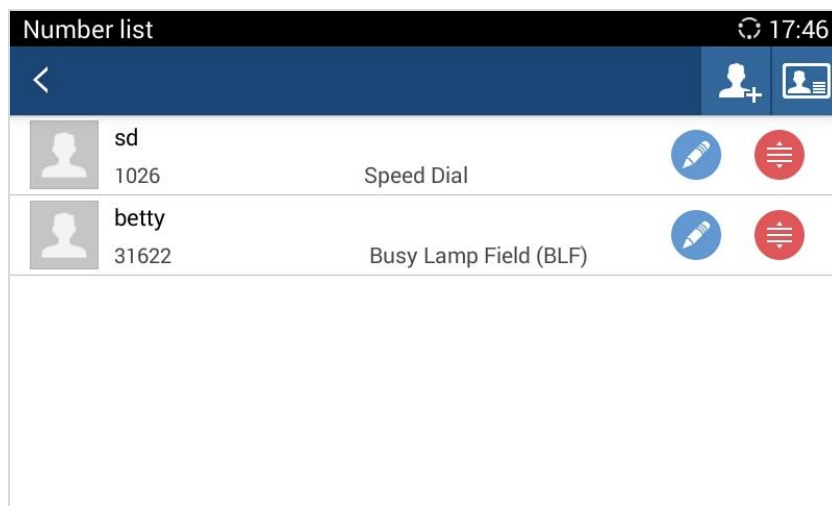 Number list 17:46
sd
1026 Speed Dial
betty
31622 Busy Lamp Field (BLF)